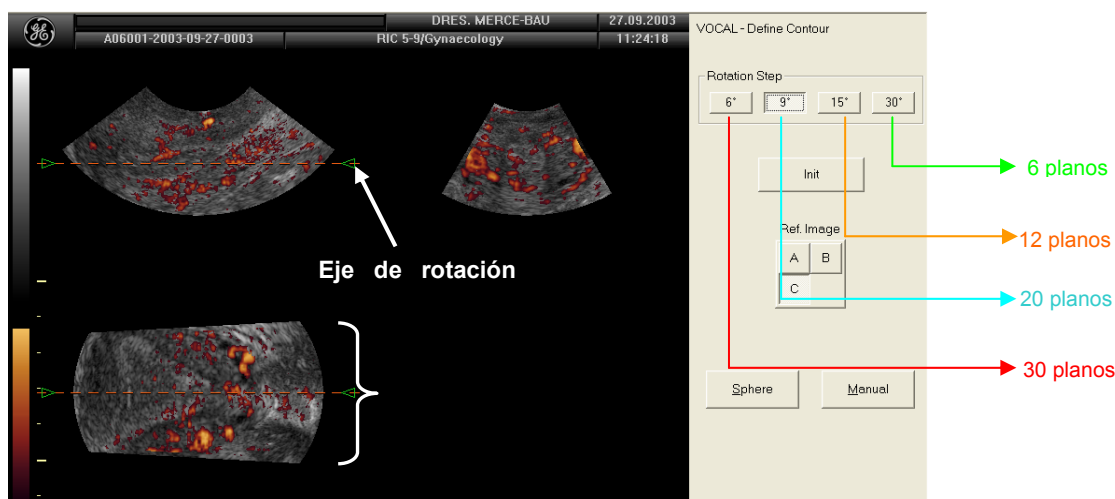 DRES. MERCE-BAU 27.09.2003
A06001-2003-09-27-0003 RIC 5-9/Gynaecology 11:24:18
VOCAL - Define Contour
Rotation Step
6° 9° 15° 30°
Init
6 planos
Ref. Image
A B
C
12 planos
Eje de rotación
20 planos
30 planos
Sphere Manual